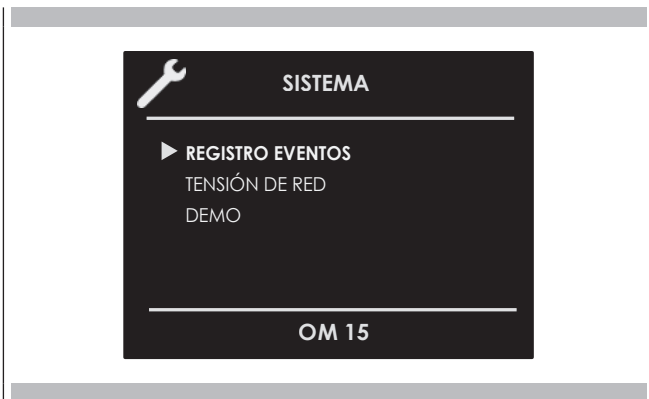 SISTEMA
REGISTRO EVENTOS
TENSIÓN DE RED
DEMO
OM 15